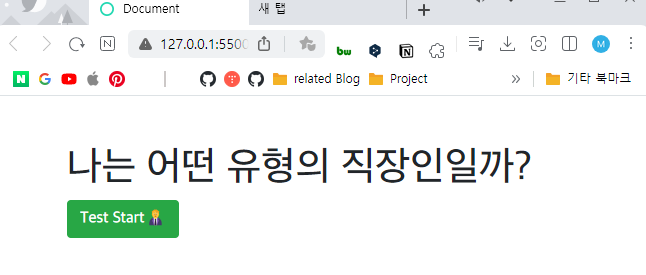 Document
새 탭
127.0.0.1:5500
related Blog
Project
기타 북마크
나는 어떤 유형의 직장인일까?
Test Start